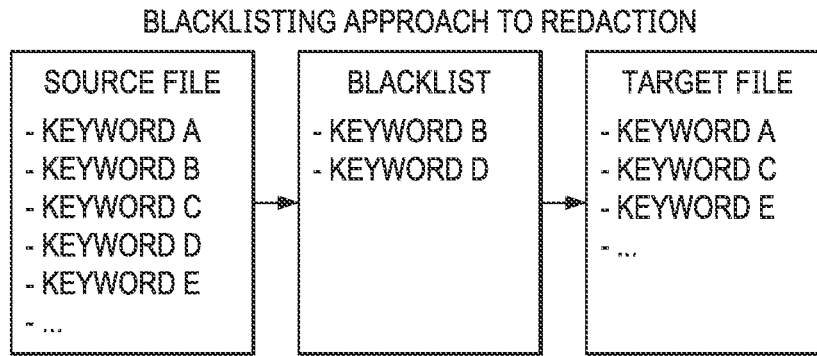 BLACKLISTING APPROACH TO REDACTION
SOURCE FILE
- KEYWORD A
- KEYWORD B
- KEYWORD C
- KEYWORD D
- KEYWORD E
- ...
BLACKLIST
- KEYWORD B
- KEYWORD D
TARGET FILE
- KEYWORD A
- KEYWORD C
- KEYWORD E
- ...